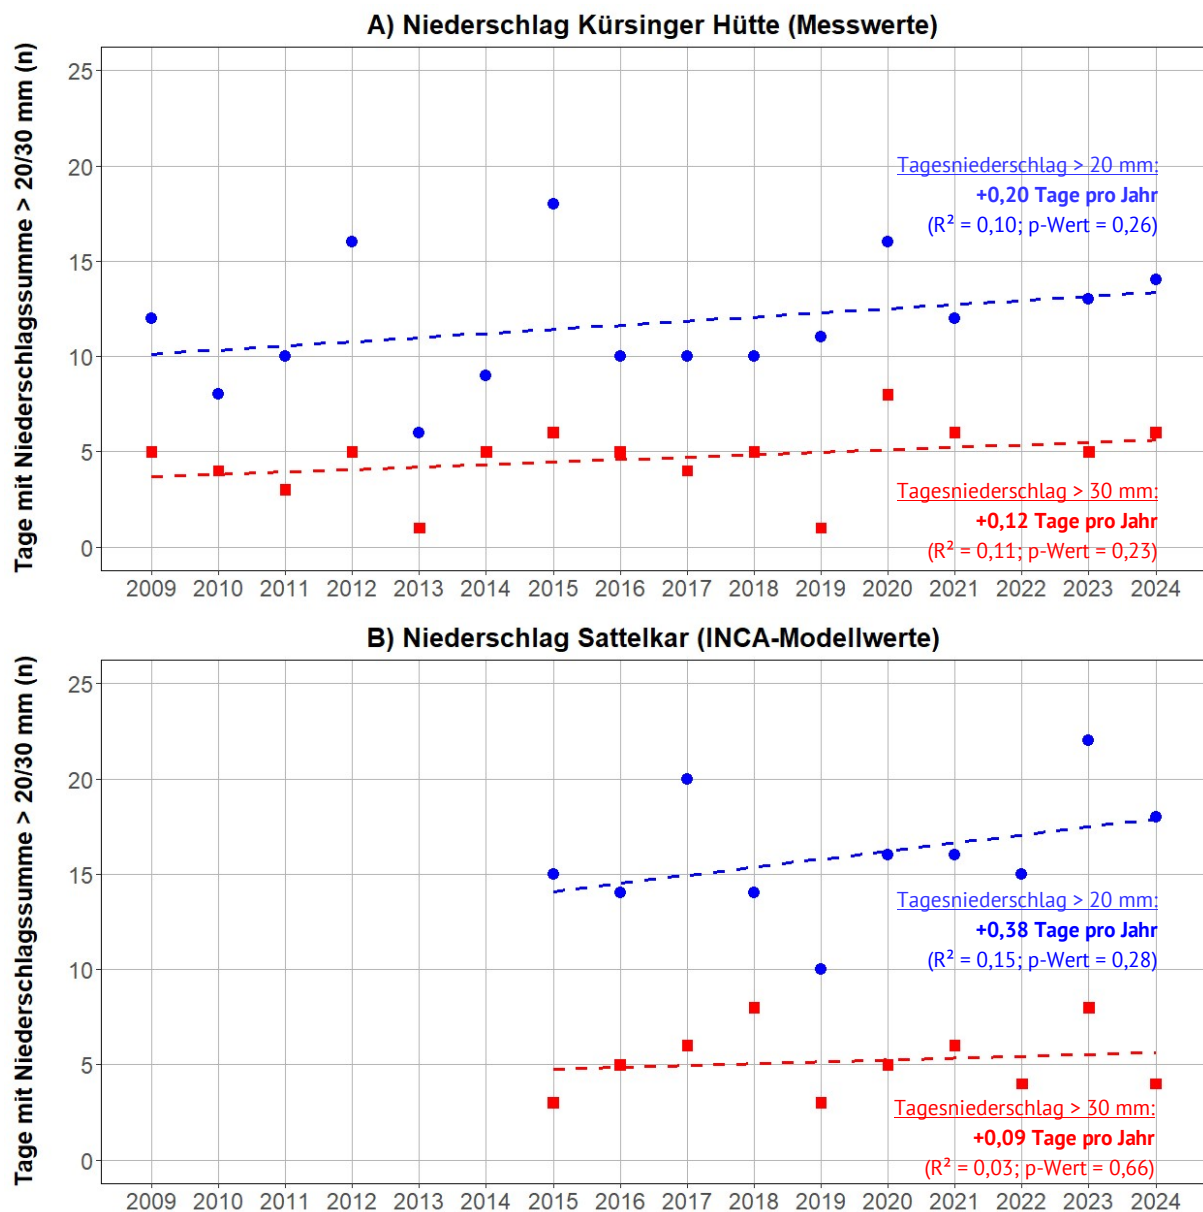 A) Niederschlag Kürsinger Hütte (Messwerte)
Tage mit Niederschlagssumme > 20/30 mm (n)
25
20
15
10
5
0
Tagesniederschlag > 20 mm:
+0,20 Tage pro Jahr
(R² = 0,10; p-Wert = 0,26)
Tagesniederschlag > 30 mm:
+0,12 Tage pro Jahr
(R² = 0,11; p-Wert = 0,23)
2009 2010 2011 2012 2013 2014 2015 2016 2017 2018 2019 2020 2021 2022 2023 2024
B) Niederschlag Sattelkar (INCA-Modellwerte)
Tage mit Niederschlagssumme > 20/30 mm (n)
25
20
15
10
5
0
Tagesniederschlag > 20 mm:
+0,38 Tage pro Jahr
(R² = 0,15; p-Wert = 0,28)
Tagesniederschlag > 30 mm:
+0,09 Tage pro Jahr
(R² = 0,03; p-Wert = 0,66)
2009 2010 2011 2012 2013 2014 2015 2016 2017 2018 2019 2020 2021 2022 2023 2024